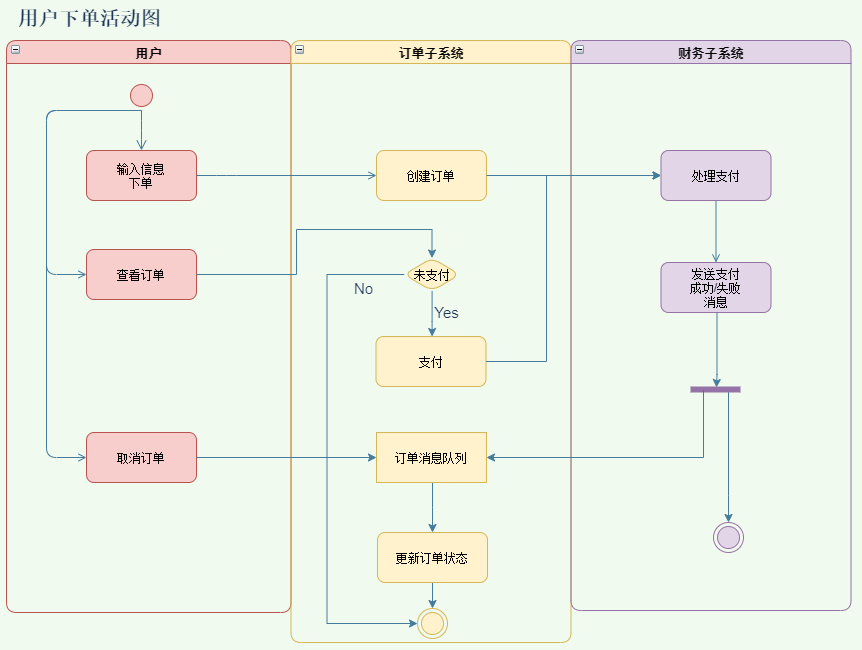 用户下单活动图
用户
订单子系统
财务子系统
输入信息
下单
创建订单
处理支付
查看订单
未支付
发送支付
成功/失败
消息
No
Yes
支付
取消订单
订单消息队列
更新订单状态